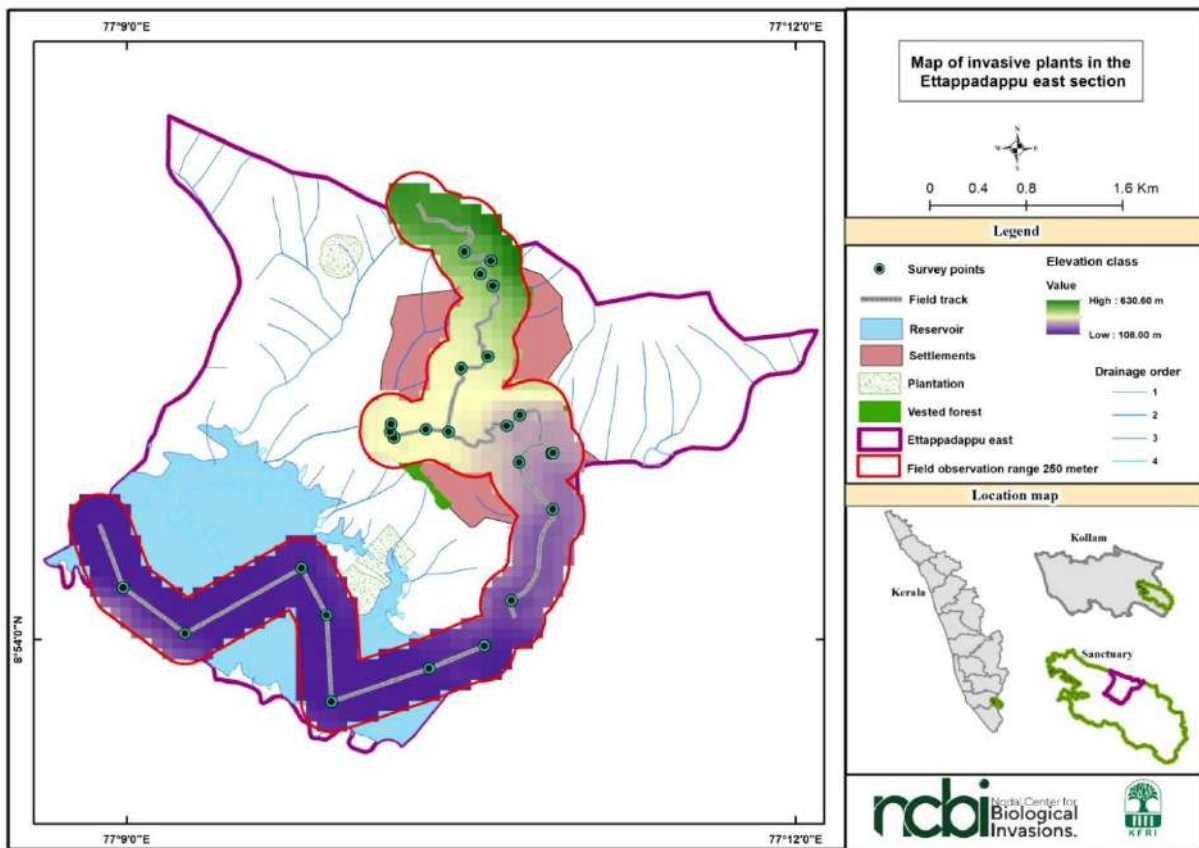 77°9'0"E
77°12'0"E
8°54'0"N
77°9'0"E
77°12'0"E
Map of invasive plants in the
Ettappadappu east section
N
W E
S
0 0.4 0.8 1.6 Km
Legend
Survey points
Field track
Reservoir
Settlements
Plantation
Vested forest
Ettappadappu east
Field observation range 250 meter
Elevation class
Value
High : 630.60 m
Low : 108.00 m
Drainage order
1
2
3
4
Location map
Kerala
Kollam
Sanctuary
ncbi Nodal Center for
Biological
Invasions.
KFRI